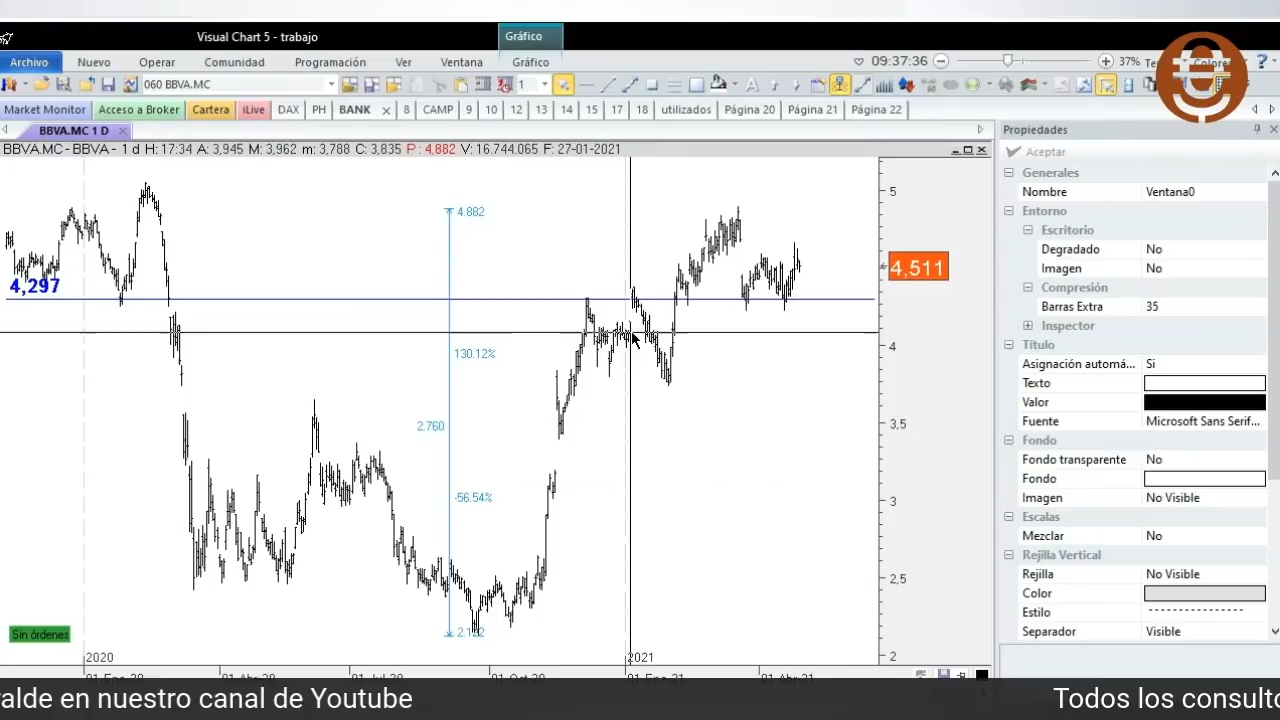 Visual Chart 5 - trabajo
Gráfico
Archivo Nuevo Operar Comunidad Programación Ver Ventana Gráfico 09:37:36 37%
060 BBVA.MC 1
Market Monitor Acceso a Broker Cartera iLive DAX PH BANK 8 CAMP 9 10 12 13 14 15 17 18 utilizados Página 20 Página 21 Página 22
BBVA.MC 1 D
BBVA.MC - BBVA - 1 d H: 17:34 A: 3,945 M: 3,962 m: 3,788 C: 3,835 P: 4,882 V: 16.744.065 F: 27-01-2021
5
4.882
4,511
4,297
4
130.12%
2.760
3,5
-56.54%
3
2,5
Sin órdenes
2
2020 2021
Propiedades
Aceptar
Generales
Nombre Ventana0
Entorno
Escritorio
Degradado No
Imagen No
Compresión
Barras Extra 35
Inspector
Título
Asignación automá... Si
Texto
Valor
Fuente Microsoft Sans Serif...
Fondo
Fondo transparente No
Fondo
Imagen No Visible
Escalas
Mezclar No
Rejilla Vertical
Rejilla No Visible
Color
Estilo
Separador Visible
ralde en nuestro canal de Youtube Todos los consulto